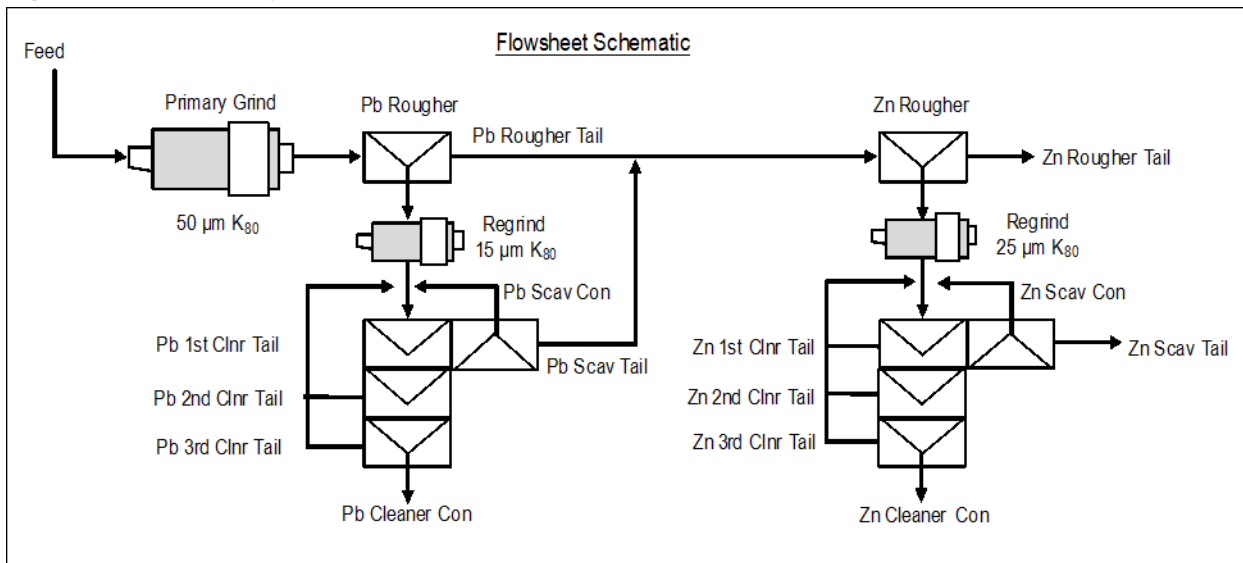 Flowsheet Schematic
Feed
Primary Grind
50 µm K₈₀
Pb Rougher
Pb Rougher Tail
Zn Rougher
Zn Rougher Tail
Regrind
15 µm K₈₀
Regrind
25 µm K₈₀
Pb Scav Con
Zn Scav Con
Pb 1st Clnr Tail
Pb Scav Tail
Zn 1st Clnr Tail
Zn Scav Tail
Pb 2nd Clnr Tail
Zn 2nd Clnr Tail
Pb 3rd Clnr Tail
Zn 3rd Clnr Tail
Pb Cleaner Con
Zn Cleaner Con